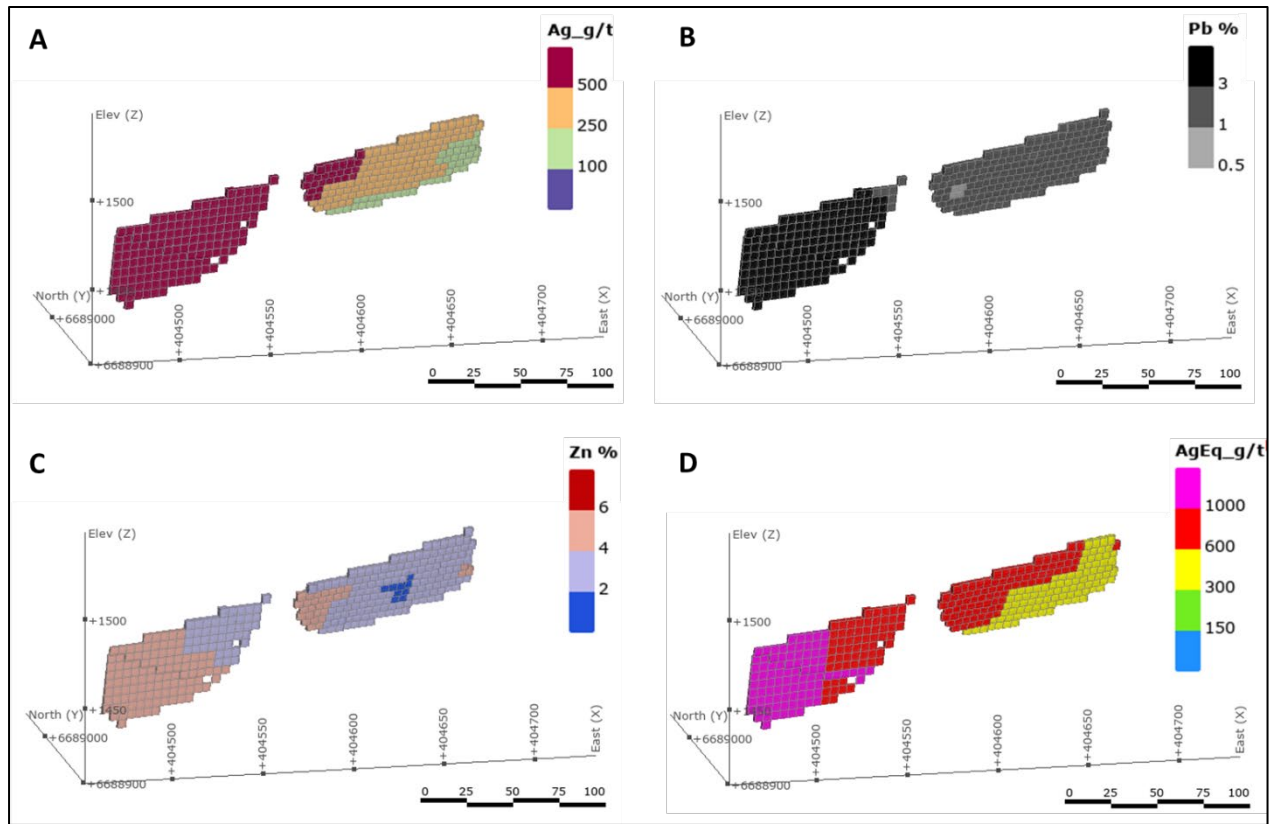 A
Ag_g/t
500
250
100
Elev (Z)
+1500
North (Y)
+6689000
+6688900
+404500
+404550
+404600
+404650
+404700
East (X)
0 25 50 75 100
B
Pb %
3
1
0.5
Elev (Z)
+1500
North (Y)
+6689000
+6688900
+404500
+404550
+404600
+404650
+404700
East (X)
0 25 50 75 100
C
Zn %
6
4
2
Elev (Z)
+1500
+1450
North (Y)
+6689000
+6688900
+404500
+404550
+404600
+404650
+404700
East (X)
0 25 50 75 100
D
AgEq_g/t
1000
600
300
150
Elev (Z)
+1500
North (Y)
+6689000
+6688900
+404500
+404550
+404600
+404650
+404700
East (X)
0 25 50 75 100